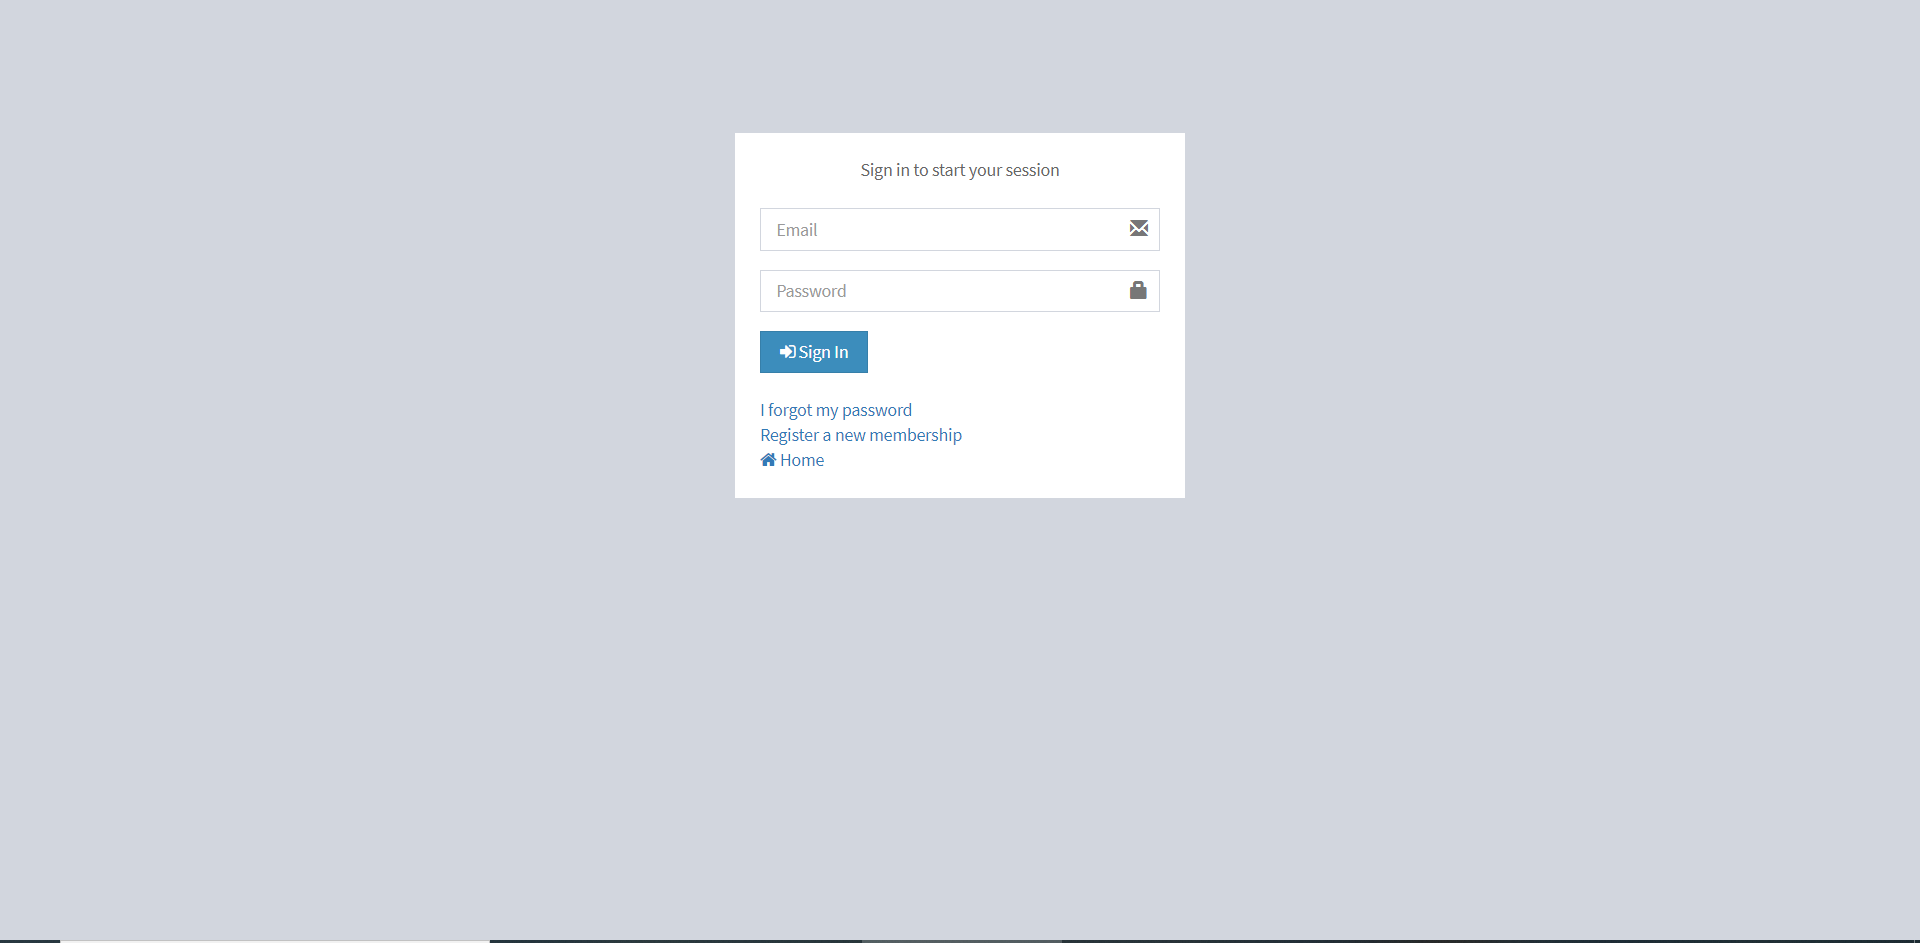 Sign in to start your session
Email
Password
Sign In
I forgot my password
Register a new membership
Home